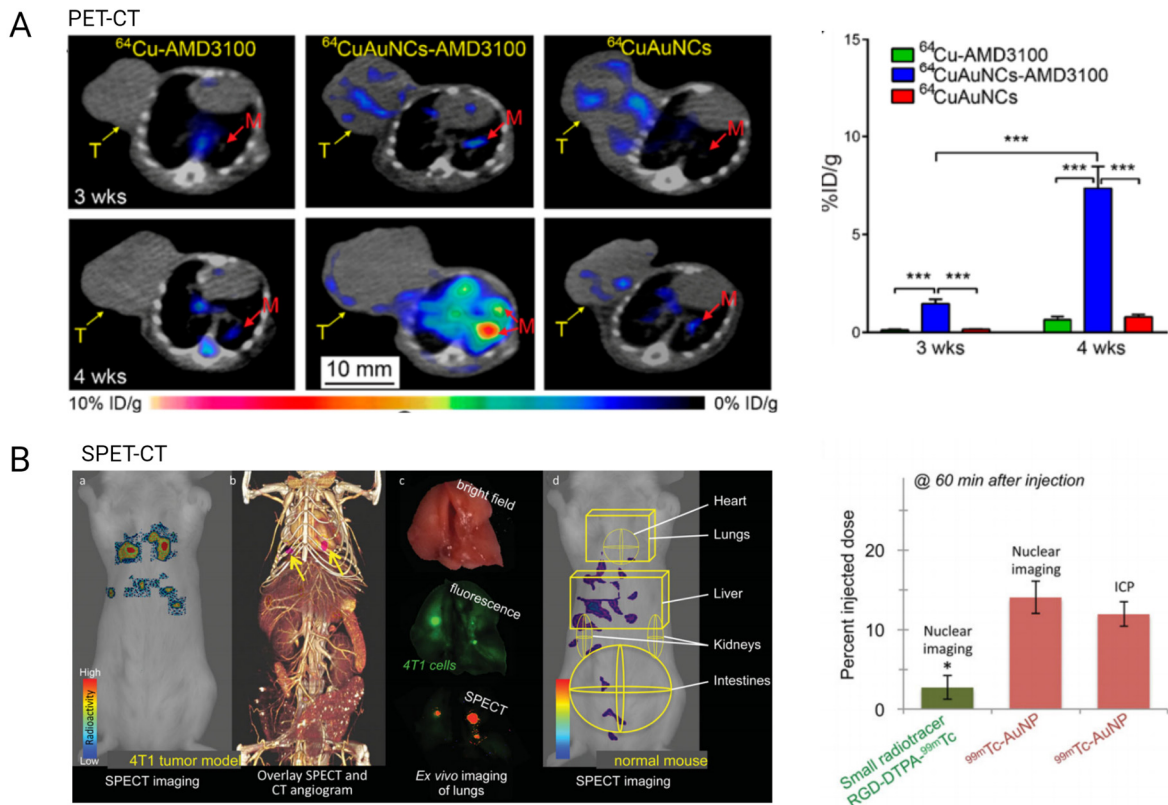 A
PET-CT
64Cu-AMD3100
64CuAuNCs-AMD3100
64CuAuNCs
T
M
3 wks
T
M
T
M
T
M
4 wks
T
M
10 mm
T
M
10% ID/g
0% ID/g
15
10
5
0
%ID/g
64Cu-AMD3100
64CuAuNCs-AMD3100
64CuAuNCs
***
*** ***
*** ***
3 wks
4 wks
B
SPET-CT
a
High
Radioactivity
Low
4T1 tumor model
SPECT imaging
b
Overlay SPECT and
CT angiogram
c
bright field
fluorescence
4T1 cells
SPECT
Ex vivo imaging
of lungs
d
Heart
Lungs
Liver
Kidneys
Intestines
normal mouse
SPECT imaging
@ 60 min after injection
Percent injected dose
20
10
0
Nuclear
imaging
*
Nuclear
imaging
ICP
Small radiotracer
RGD-DTPA-99mTc
99mTc-AuNP
99mTc-AuNP